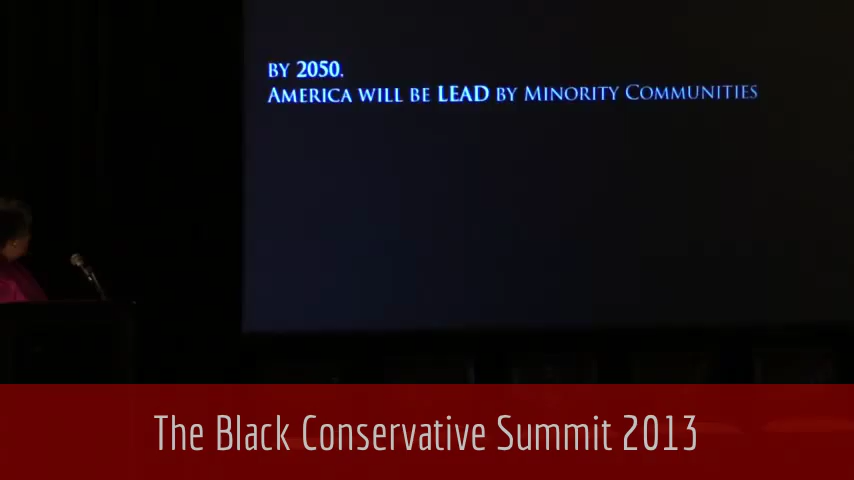 BY 2050,
AMERICA WILL BE LEAD BY MINORITY COMMUNITIES
The Black Conservative Summit 2013